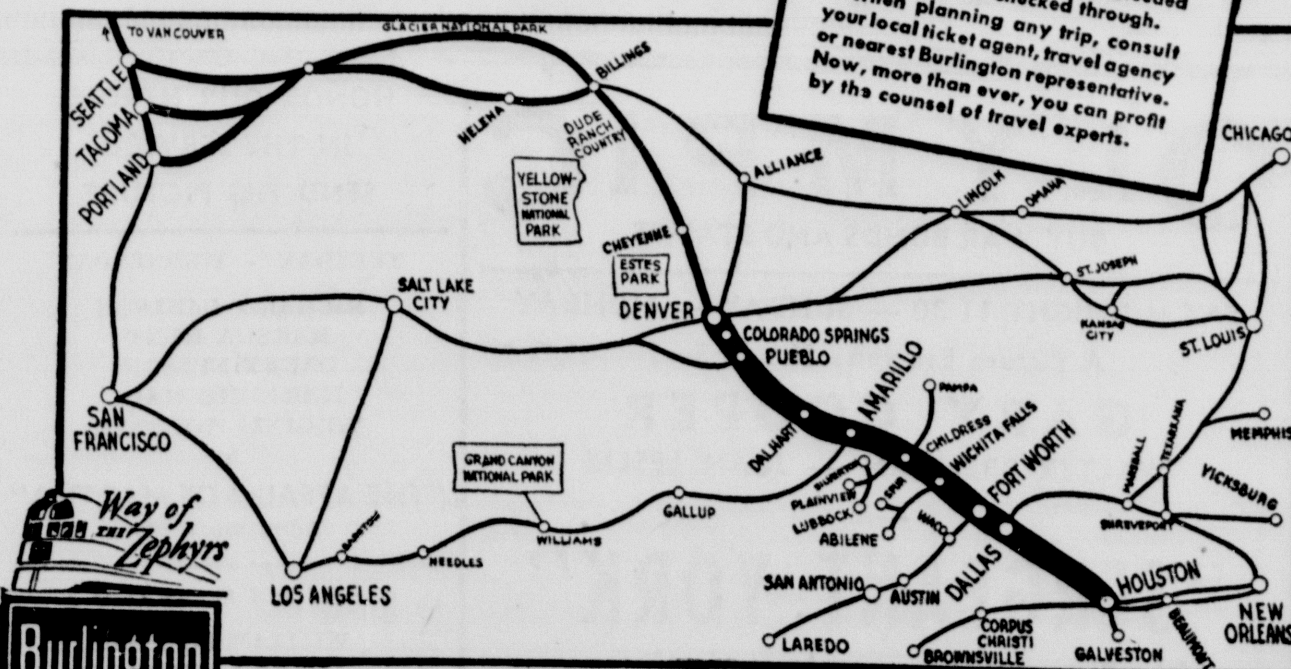 checked through.
When planning any trip, consult
your local ticket agent, travel agency
or nearest Burlington representative.
Now, more than ever, you can profit
by the counsel of travel experts.
TO VANCOUVER
GLACIER NATIONAL PARK
SEATTLE
TACOMA
PORTLAND
HELENA
BILLINGS
DUDE
RANCH
COUNTRY
YELLOW-
STONE
NATIONAL
PARK
ALLIANCE
LINCOLN
OMAHA
CHICAGO
CHEYENNE
ESTES
PARK
DENVER
SALT LAKE
CITY
COLORADO SPRINGS
PUEBLO
ST. JOSEPH
KANSAS
CITY
ST. LOUIS
SAN
FRANCISCO
DALHART
AMARILLO
PAMPA
CHILDRESS
WICHITA FALLS
FORT WORTH
MEMPHIS
GRAND CANYON
NATIONAL PARK
SILVERTON
PLAINVIEW
LUBBOCK
SPUR
ABILENE
MARSHALL
TEXARKANA
VICKSBURG
SHREVEPORT
GALLUP
WILLIAMS
NEEDLES
BARSTOW
LOS ANGELES
WACO
DALLAS
SAN ANTONIO
AUSTIN
HOUSTON
BEAUMONT
NEW
ORLEANS
LAREDO
CORPUS
CHRISTI
BROWNSVILLE
GALVESTON
Way of
THE
Zephyrs
Burlington